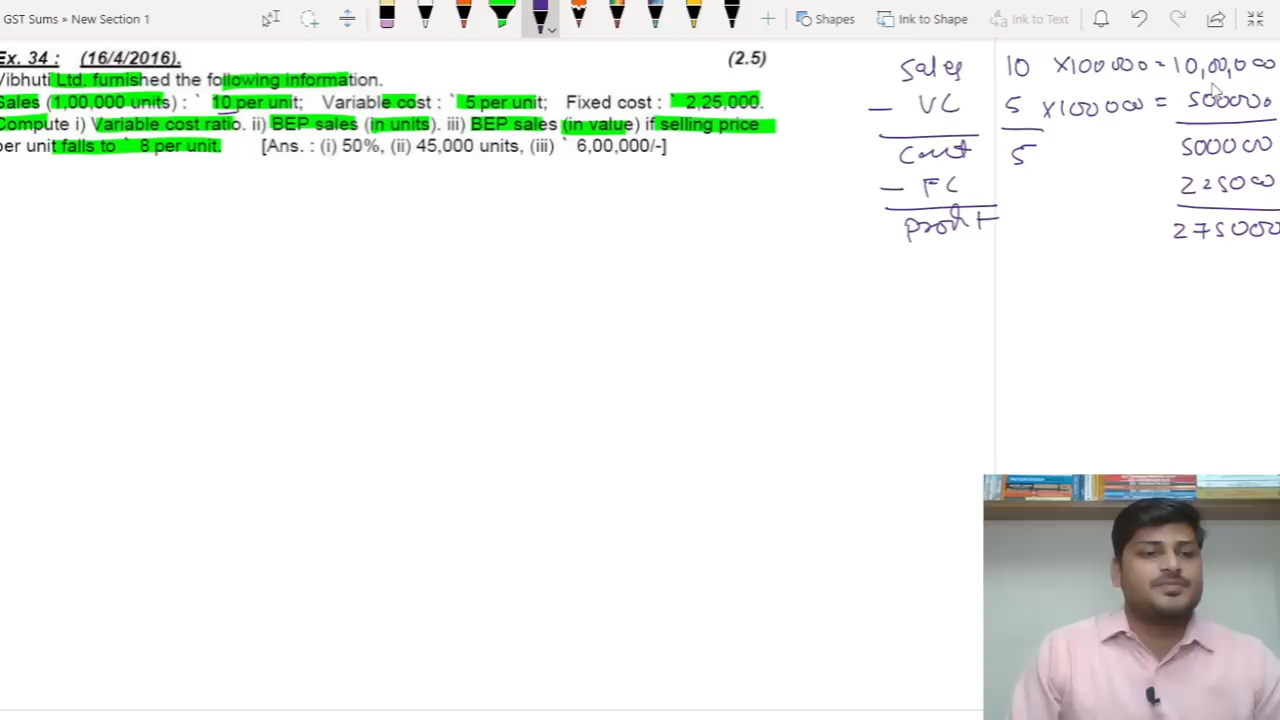 GST Sums » New Section 1
Shapes
Ink to Shape
Ink to Text
Ex. 34 : (16/4/2016). (2.5)
Vibhuti Ltd. furnished the following information.
Sales (1,00,000 units) : ` 10 per unit; Variable cost : ` 5 per unit; Fixed cost : ` 2,25,000.
Compute i) Variable cost ratio. ii) BEP sales (in units). iii) BEP sales (in value) if selling price
per unit falls to ` 8 per unit. [Ans. : (i) 50%, (ii) 45,000 units, (iii) ` 6,00,000/-]
Sales 10 ×100000 = 10,00,000
— VC 5 ×100000 = 500000
Cont 5 500000
— FC 225000
Profit 275000